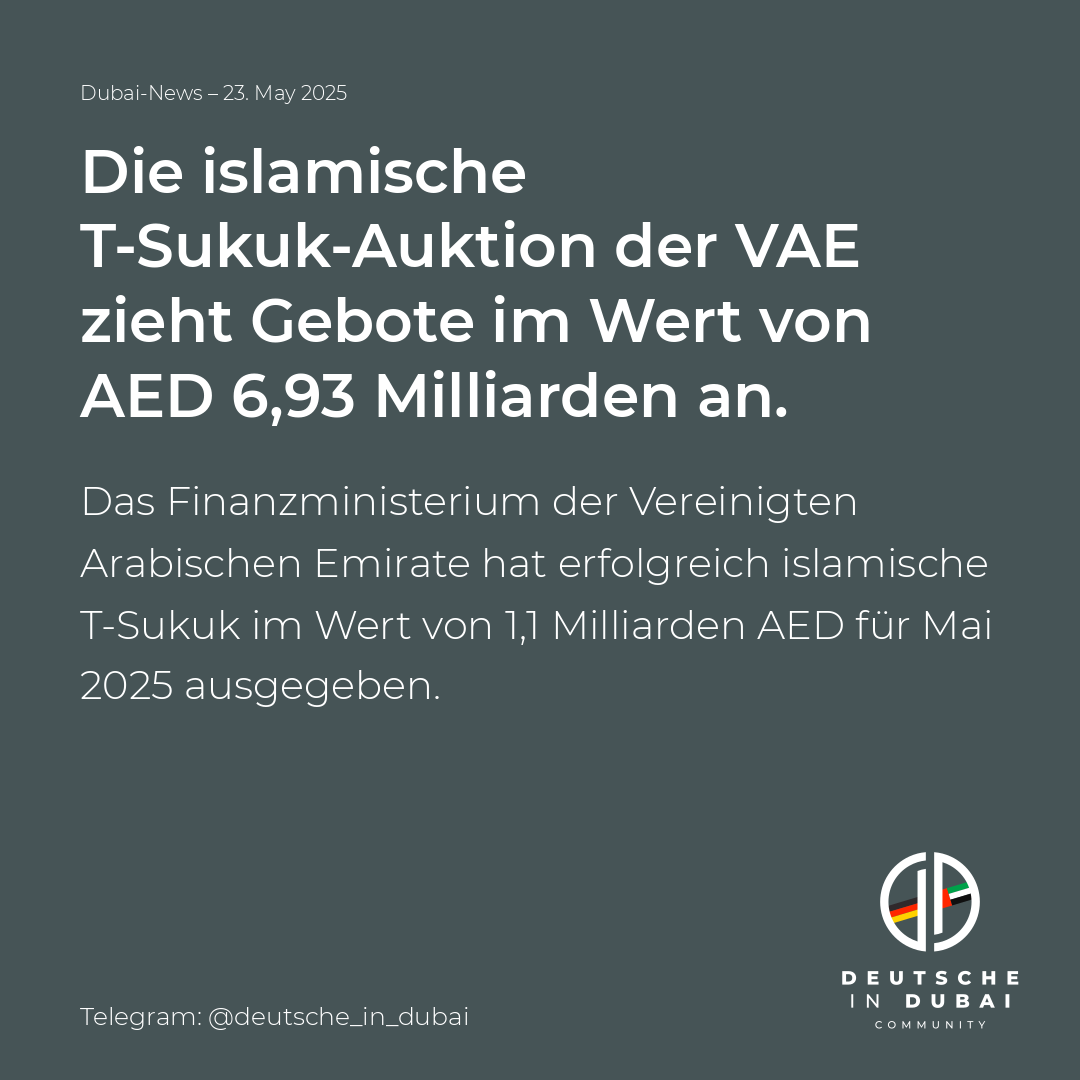 Dubai-News – 23. May 2025
Die islamische
T-Sukuk-Auktion der VAE
zieht Gebote im Wert von
AED 6,93 Milliarden an.
Das Finanzministerium der Vereinigten
Arabischen Emirate hat erfolgreich islamische
T-Sukuk im Wert von 1,1 Milliarden AED für Mai
2025 ausgegeben.
DEUTSCHE
IN DUBAI
COMMUNITY
Telegram: @deutsche_in_dubai